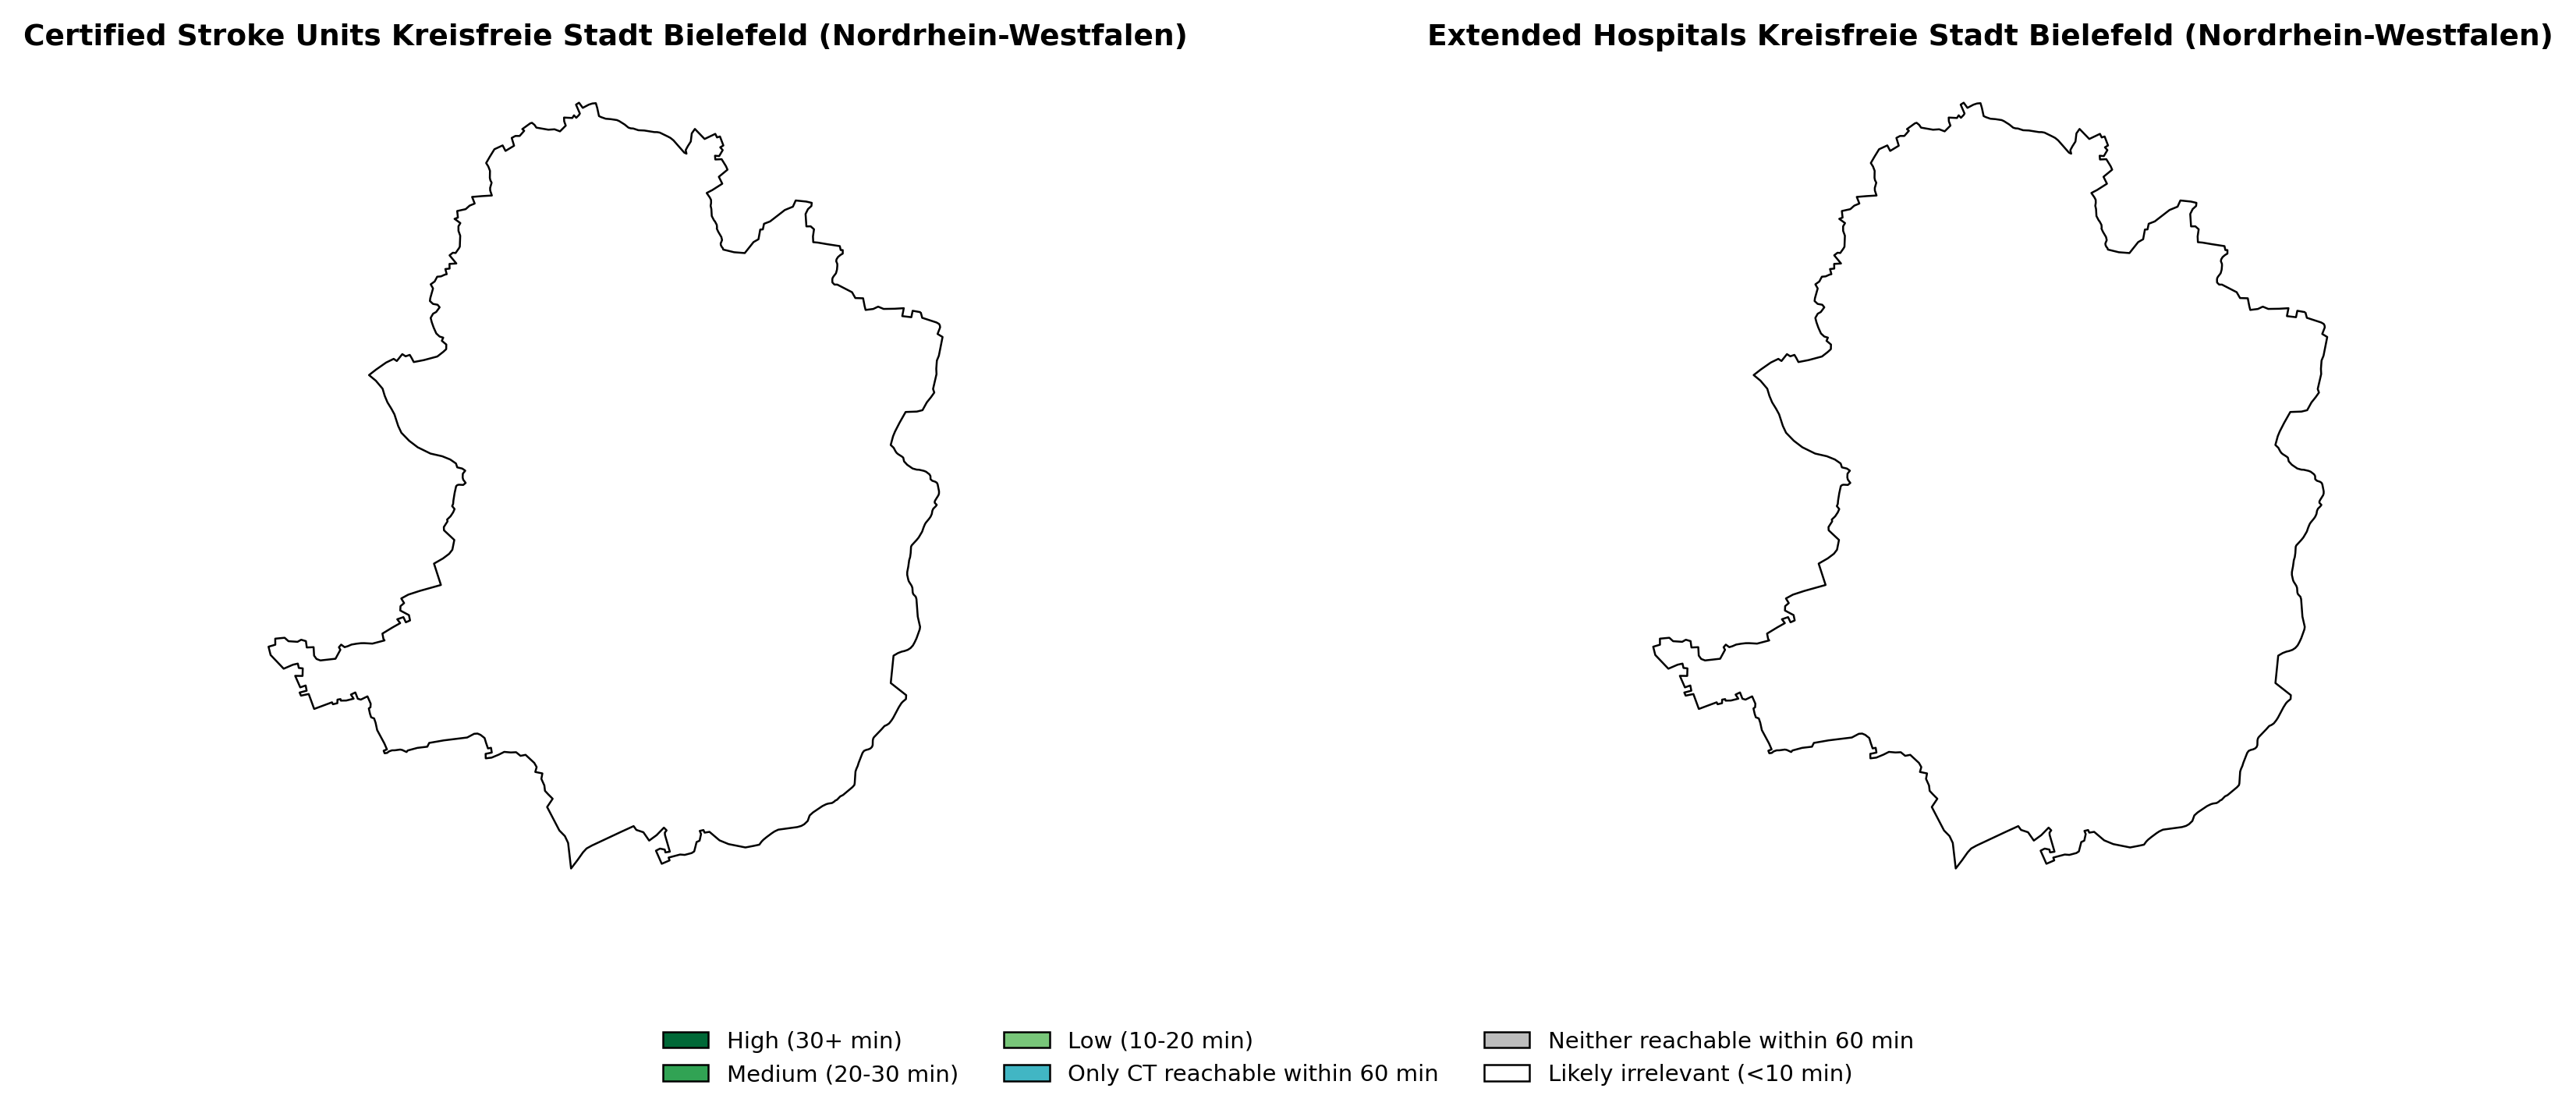 Certified Stroke Units Kreisfreie Stadt Bielefeld (Nordrhein-Westfalen)
Extended Hospitals Kreisfreie Stadt Bielefeld (Nordrhein-Westfalen)
High (30+ min)
Medium (20-30 min)
Low (10-20 min)
Only CT reachable within 60 min
Neither reachable within 60 min
Likely irrelevant (<10 min)